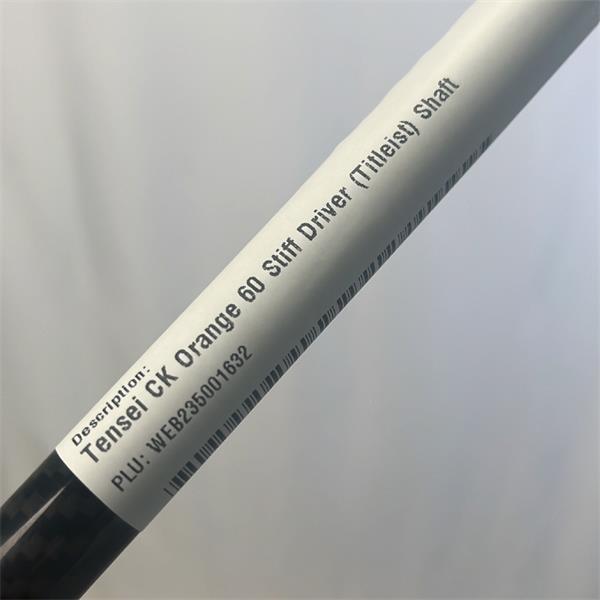 Description:
Tensei CK Orange 60 Stiff Driver (Titleist) Shaft
PLU: WEB235001632